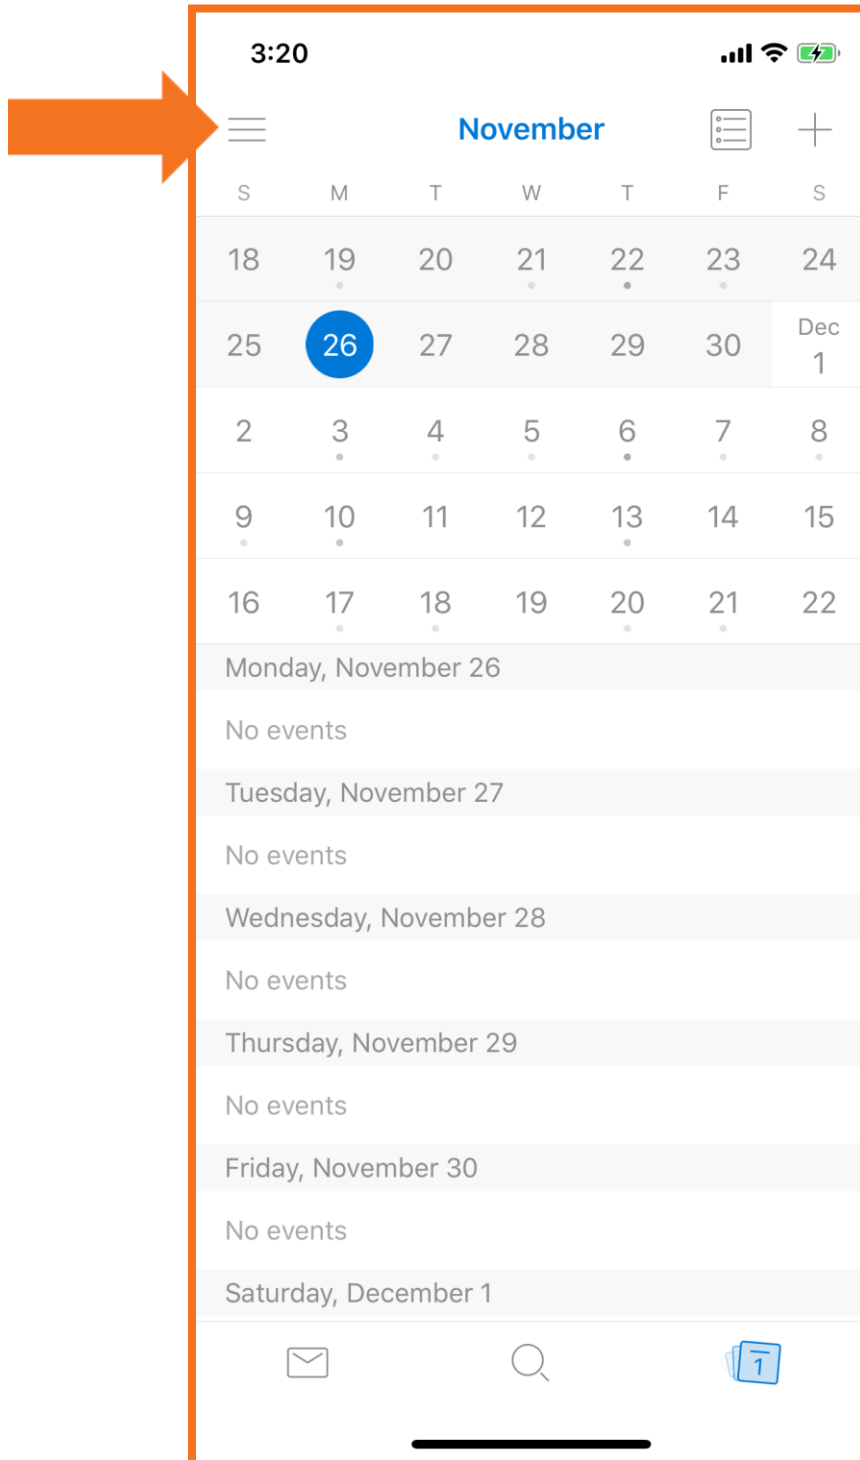 3:20
November
S M T W T F S
18 19 20 21 22 23 24
25 26 27 28 29 30 Dec 1
2 3 4 5 6 7 8
9 10 11 12 13 14 15
16 17 18 19 20 21 22
Monday, November 26
No events
Tuesday, November 27
No events
Wednesday, November 28
No events
Thursday, November 29
No events
Friday, November 30
No events
Saturday, December 1
1